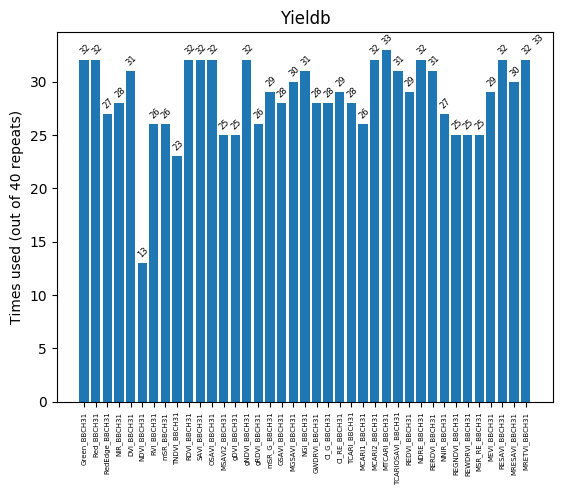 Yieldb
Times used (out of 40 repeats)
30
25
20
15
10
5
0
32 32 27 28 31 13 26 26 23 32 32 32 25 25 32 26 29 28 30 31 28 28 29 28 26 32 33 31 29 32 31 27 25 25 25 29 32 30 32 33
Green_BBCH31
Red_BBCH31
RedEdge_BBCH31
NIR_BBCH31
DVI_BBCH31
NDVI_BBCH31
RVI_BBCH31
mSR_BBCH31
TNDVI_BBCH31
RDVI_BBCH31
SAVI_BBCH31
OSAVI_BBCH31
MSAVI2_BBCH31
gDVI_BBCH31
gNDVI_BBCH31
gRDVI_BBCH31
mSR_G_BBCH31
GSAVI_BBCH31
MGSAVI_BBCH31
NGI_BBCH31
GWDRVI_BBCH31
CI_G_BBCH31
CI_RE_BBCH31
TCARI_BBCH31
MCARI1_BBCH31
MCARI2_BBCH31
MTCARI_BBCH31
TCARIOSAVI_BBCH31
REDVI_BBCH31
NDRE_BBCH31
RERDVI_BBCH31
NNIR_BBCH31
REGNDVI_BBCH31
REWDRVI_BBCH31
MSR_RE_BBCH31
MEVI_BBCH31
RESAVI_BBCH31
MRESAVI_BBCH31
MRETVI_BBCH31